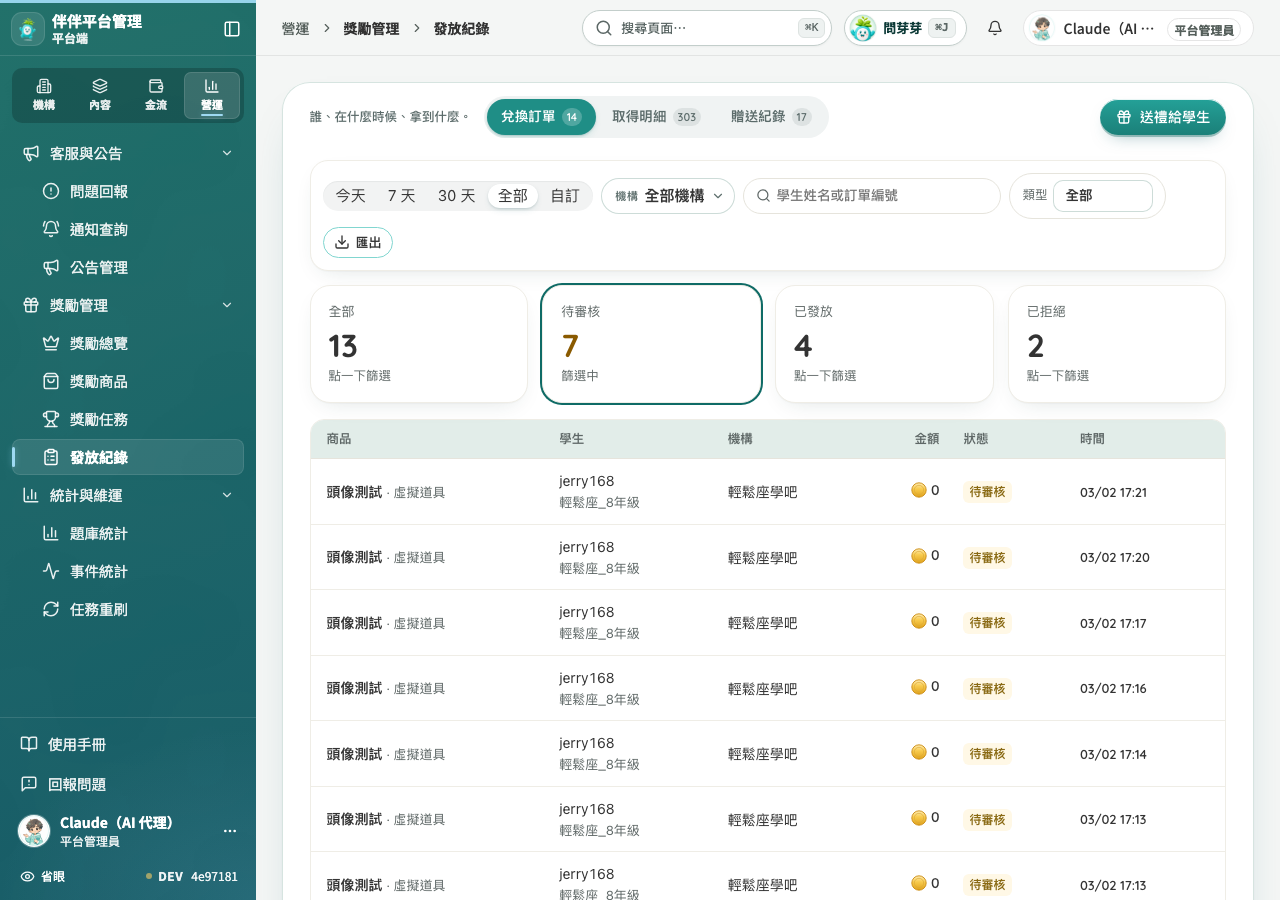 伴伴平台管理
平台端
機構
內容
金流
營運
客服與公告
問題回報
通知查詢
公告管理
獎勵管理
獎勵總覽
獎勵商品
獎勵任務
發放紀錄
統計與維運
題庫統計
事件統計
任務重刷
使用手冊
回報問題
Claude（AI 代理）
平台管理員
省眼
DEV 4e97181
營運 > 獎勵管理 > 發放紀錄
搜尋頁面… ⌘K
問芽芽 ⌘J
Claude（AI … 平台管理員
誰、在什麼時候、拿到什麼。
兌換訂單 14
取得明細 303
贈送紀錄 17
送禮給學生
今天 7 天 30 天 全部 自訂
機構 全部機構
學生姓名或訂單編號
類型 全部
匯出
全部
13
點一下篩選
待審核
7
篩選中
已發放
4
點一下篩選
已拒絕
2
點一下篩選
商品 學生 機構 金額 狀態 時間
頭像測試 · 虛擬道具 jerry168 輕鬆座學吧 0 待審核 03/02 17:21
輕鬆座_8年級
頭像測試 · 虛擬道具 jerry168 輕鬆座學吧 0 待審核 03/02 17:20
輕鬆座_8年級
頭像測試 · 虛擬道具 jerry168 輕鬆座學吧 0 待審核 03/02 17:17
輕鬆座_8年級
頭像測試 · 虛擬道具 jerry168 輕鬆座學吧 0 待審核 03/02 17:16
輕鬆座_8年級
頭像測試 · 虛擬道具 jerry168 輕鬆座學吧 0 待審核 03/02 17:14
輕鬆座_8年級
頭像測試 · 虛擬道具 jerry168 輕鬆座學吧 0 待審核 03/02 17:13
輕鬆座_8年級
頭像測試 · 虛擬道具 jerry168 輕鬆座學吧 0 待審核 03/02 17:13
輕鬆座_8年級